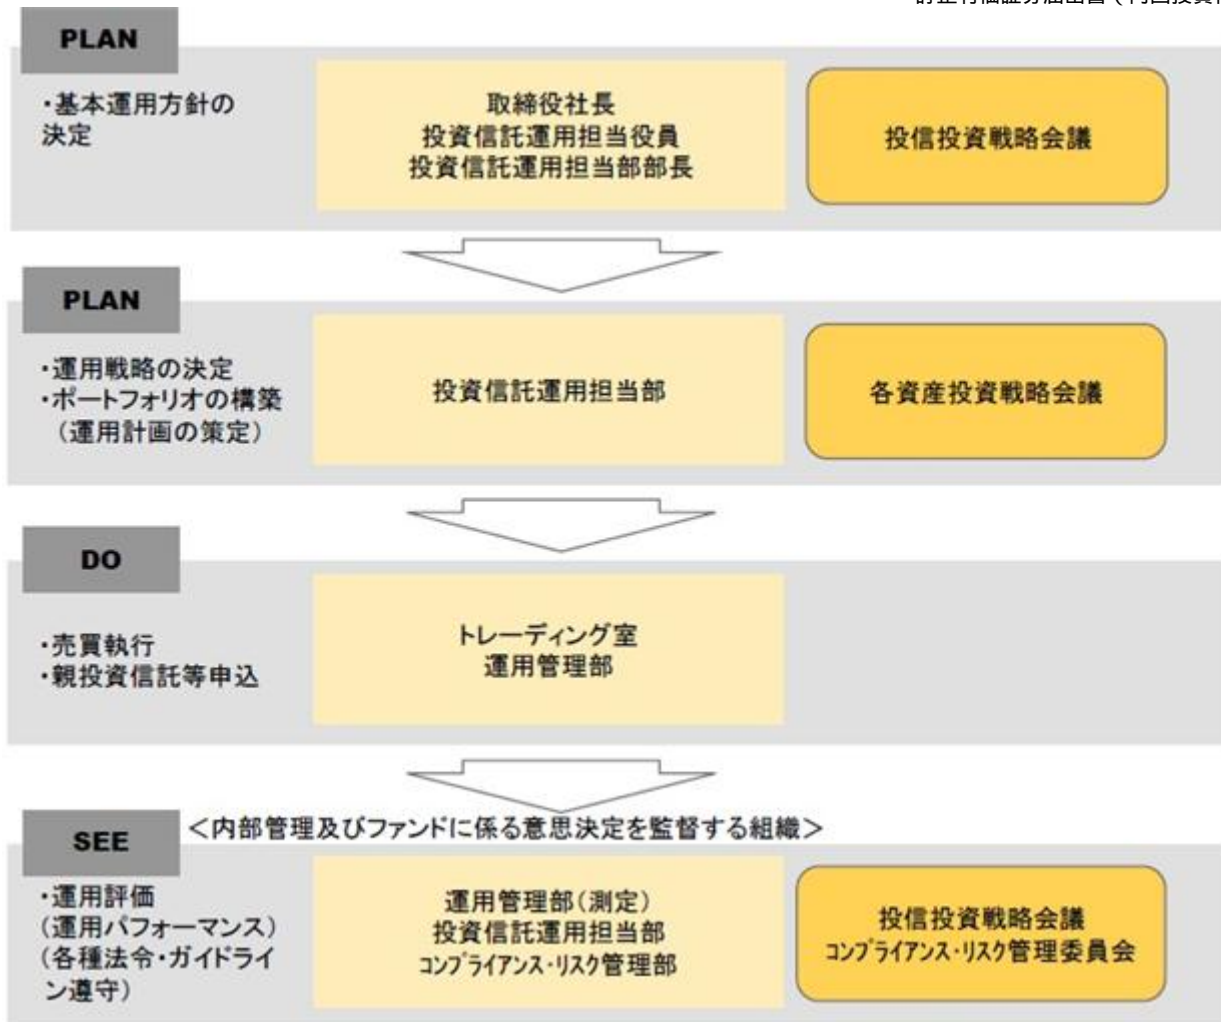 PLAN
・基本運用方針の
決定
取締役社長
投資信託運用担当役員
投資信託運用担当部部長
投信投資戦略会議
PLAN
・運用戦略の決定
・ポートフォリオの構築
（運用計画の策定）
投資信託運用担当部
各資産投資戦略会議
DO
・売買執行
・親投資信託等申込
トレーディング室
運用管理部
SEE
＜内部管理及びファンドに係る意思決定を監督する組織＞
・運用評価
（運用パフォーマンス）
（各種法令・ガイドライ
ン遵守）
運用管理部（測定）
投資信託運用担当部
ｺﾝﾌﾟﾗｲｱﾝｽ・ﾘｽｸ管理部
投信投資戦略会議
ｺﾝﾌﾟﾗｲｱﾝｽ・ﾘｽｸ管理委員会